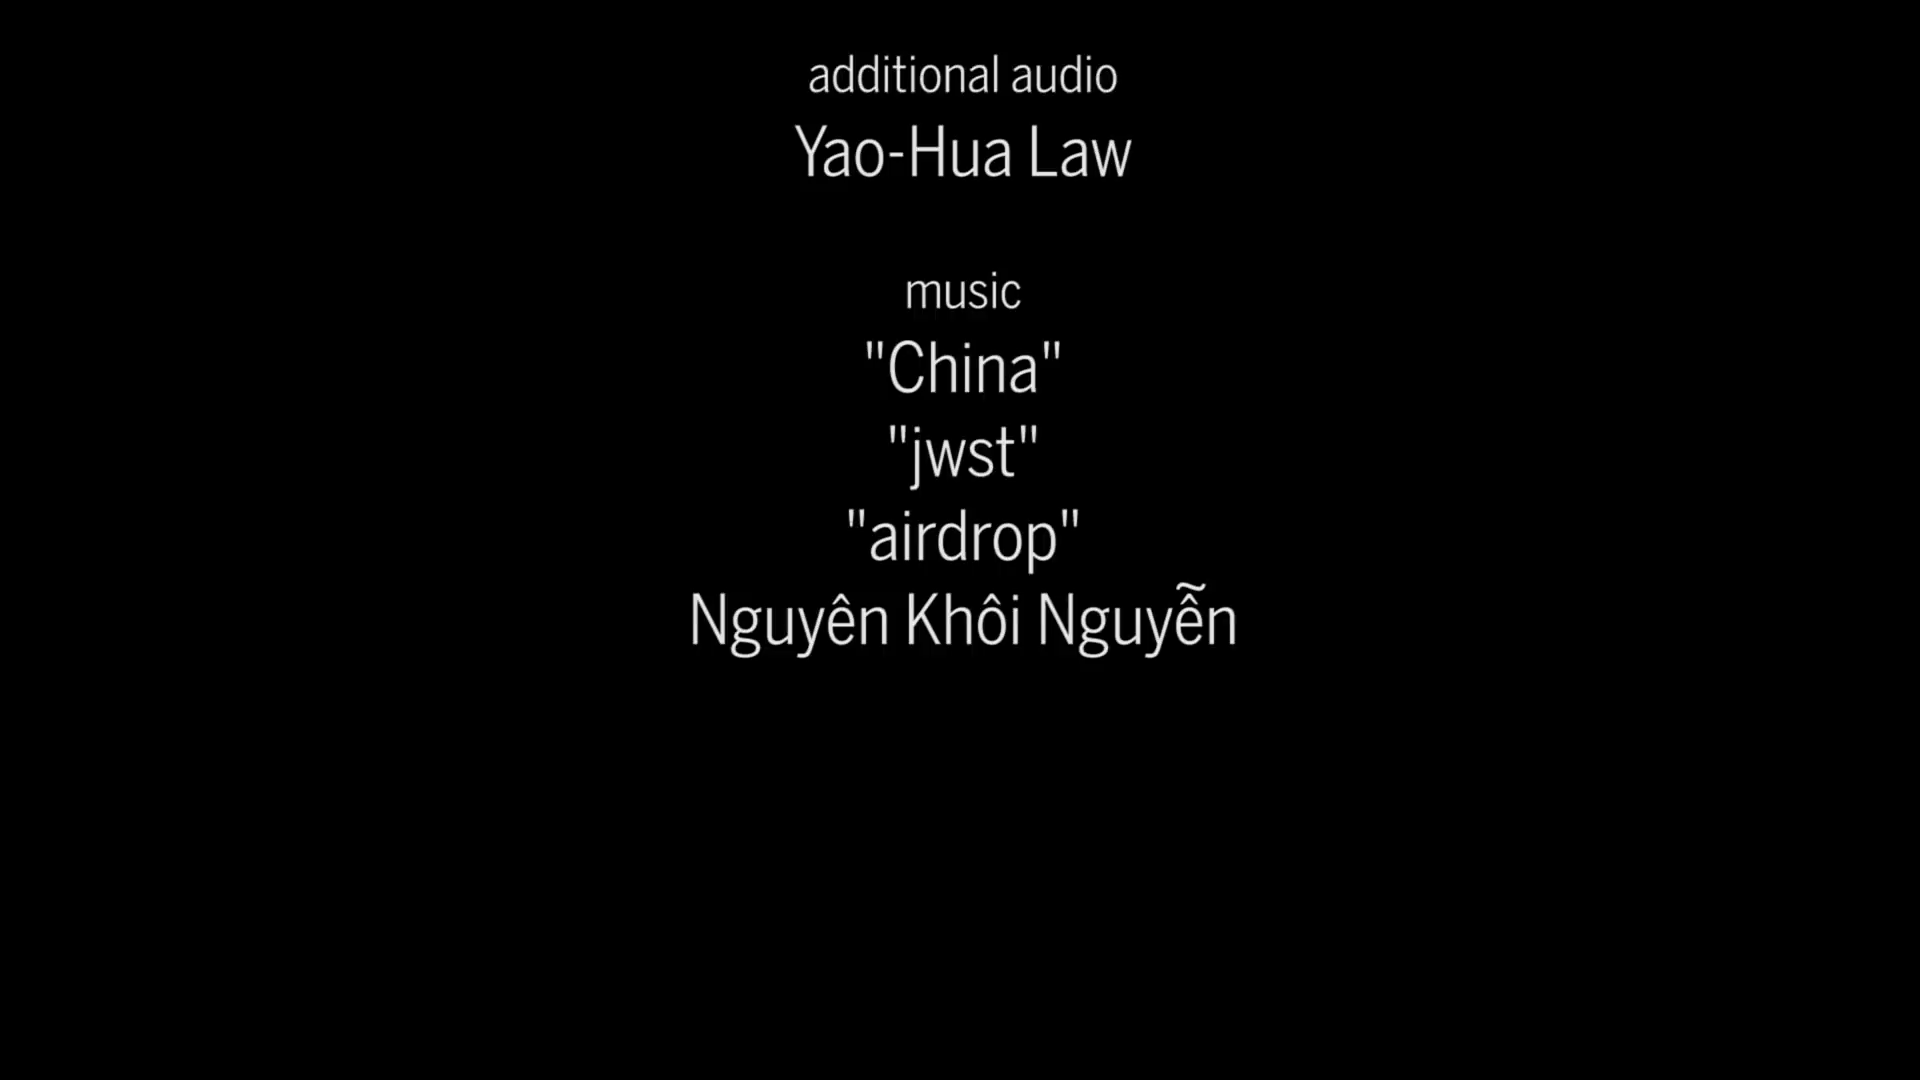 additional audio
Yao-Hua Law
music
"China"
"jwst"
"airdrop"
Nguyên Khôi Nguyễn